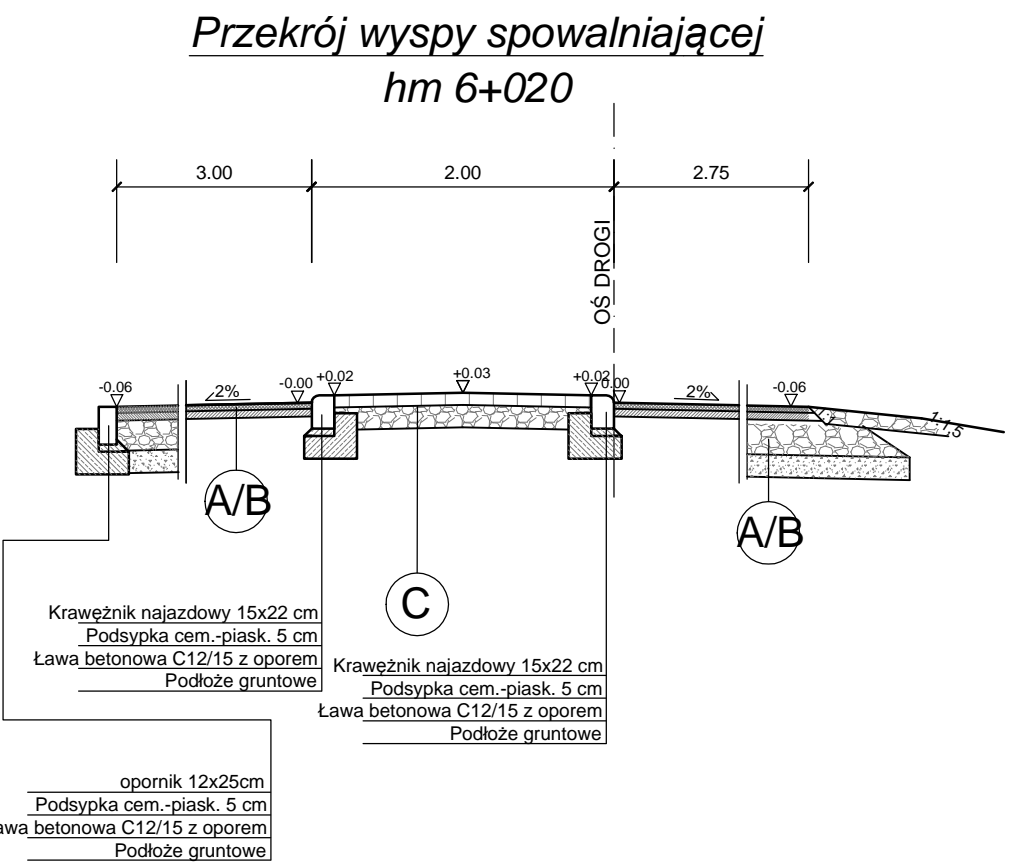 Przekrój wyspy spowalniającej
hm 6+020
3.00
2.00
2.75
OŚ DROGI
-0.06
2%
-0.00
+0.02
+0.03
+0.02
0.00
2%
-0.06
1:1
1:1.5
A/B
C
A/B
Krawężnik najazdowy 15x22 cm
Podsypka cem.-piask. 5 cm
Ława betonowa C12/15 z oporem
Podłoże gruntowe
Krawężnik najazdowy 15x22 cm
Podsypka cem.-piask. 5 cm
Ława betonowa C12/15 z oporem
Podłoże gruntowe
opornik 12x25cm
Podsypka cem.-piask. 5 cm
awa betonowa C12/15 z oporem
Podłoże gruntowe